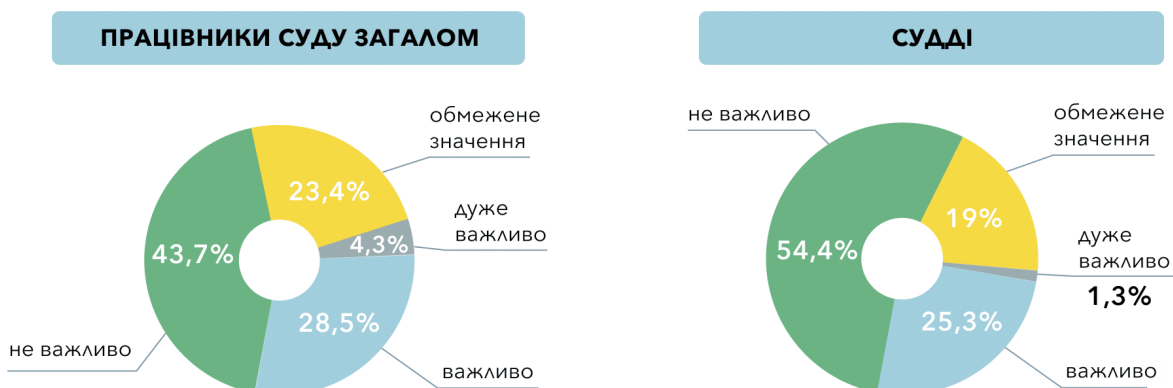 ПРАЦІВНИКИ СУДУ ЗАГАЛОМ
обмежене
значення
23,4%
дуже
важливо
4,3%
43,7%
28,5%
не важливо
важливо
СУДДІ
не важливо
обмежене
значення
19%
54,4%
дуже
важливо
1,3%
25,3%
важливо